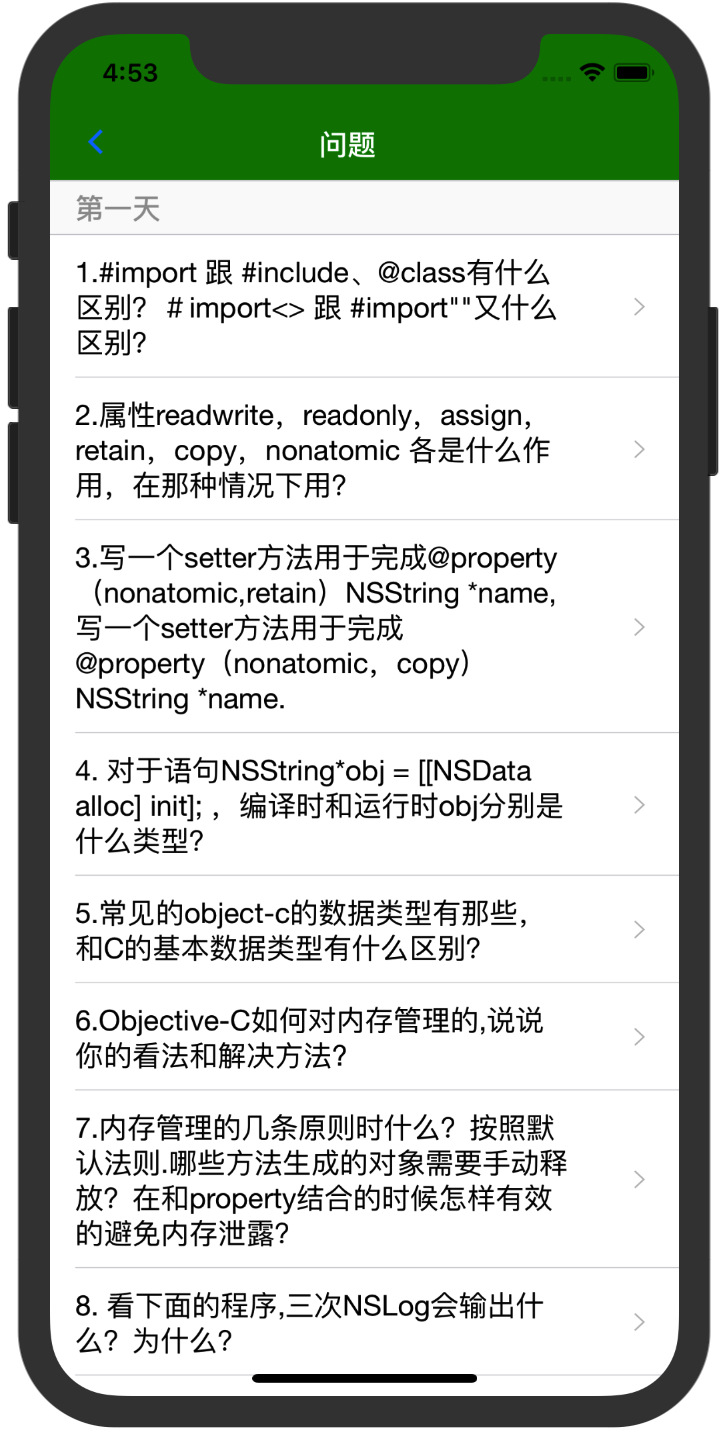 4:53
问题
第一天
1.#import 跟 #include、@class有什么
区别？ # import<> 跟 #import""又什么
区别?
2.属性readwrite，readonly，assign，
retain，copy，nonatomic 各是什么作
用，在那种情况下用?
3.写一个setter方法用于完成@property
（nonatomic,retain）NSString *name,
写一个setter方法用于完成
@property（nonatomic，copy）
NSString *name.
4. 对于语句NSString*obj = [[NSData
alloc] init]; ，编译时和运行时obj分别是
什么类型?
5.常见的object-c的数据类型有那些，
和C的基本数据类型有什么区别?
6.Objective-C如何对内存管理的,说说
你的看法和解决方法?
7.内存管理的几条原则时什么？按照默
认法则.哪些方法生成的对象需要手动释
放？在和property结合的时候怎样有效
的避免内存泄露?
8. 看下面的程序,三次NSLog会输出什
么？为什么?